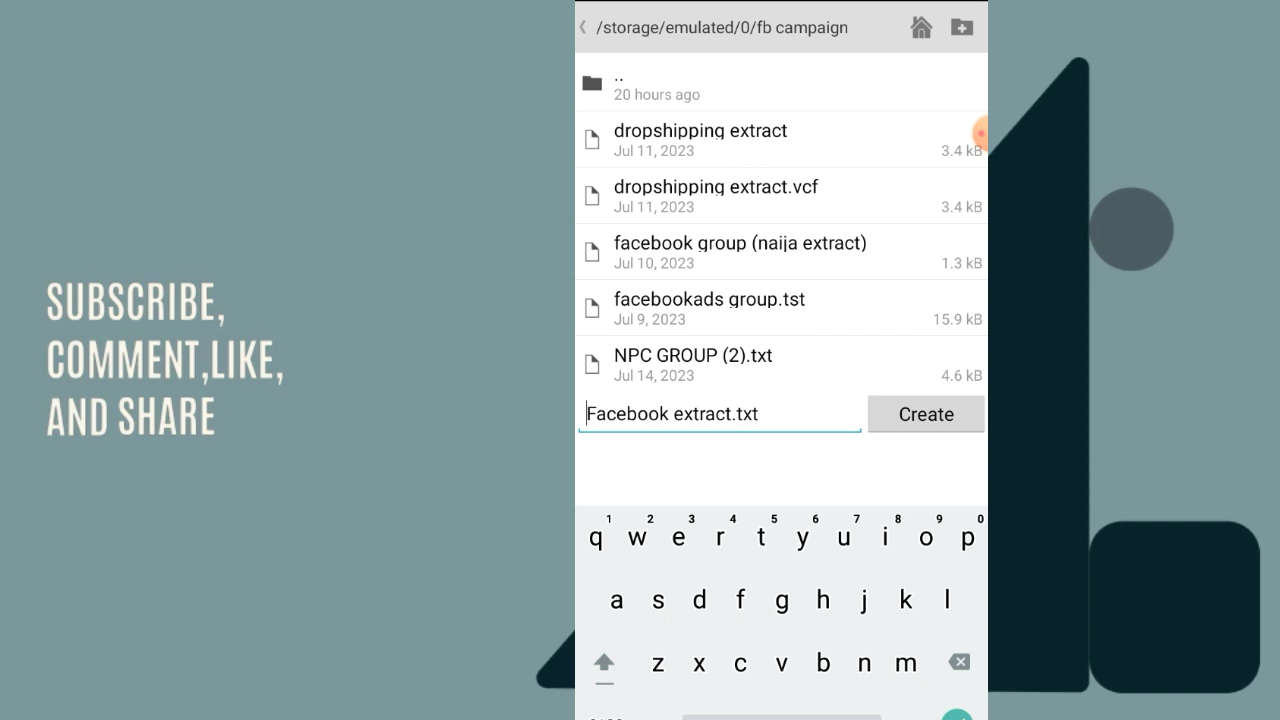 SUBSCRIBE,
COMMENT,LIKE,
AND SHARE
/storage/emulated/0/fb campaign
..
20 hours ago
dropshipping extract
Jul 11, 2023
3.4 kB
dropshipping extract.vcf
Jul 11, 2023
3.4 kB
facebook group (naija extract)
Jul 10, 2023
1.3 kB
facebookads group.tst
Jul 9, 2023
15.9 kB
NPC GROUP (2).txt
Jul 14, 2023
4.6 kB
Facebook extract.txt
Create
1 2 3 4 5 6 7 8 9 0
q w e r t y u i o p
a s d f g h j k l
z x c v b n m